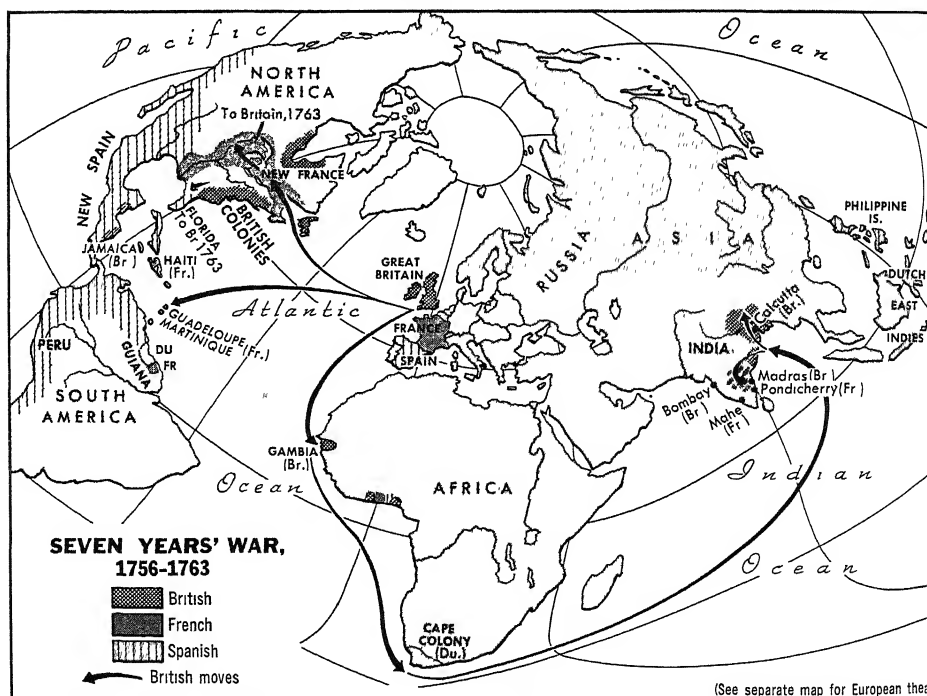 Pacific
Ocean
NORTH
AMERICA
To Britain, 1763
NEW SPAIN
NEW FRANCE
BRITISH
COLONIES
FLORIDA
To Br 1763
JAMAICA
(Br)
HAITI
(Fr.)
GUADELOUPE
MARTINIQUE (Fr.)
Atlantic
GREAT
BRITAIN
FRANCE
SPAIN
RUSSIA
ASIA
PHILIPPINE
IS.
DUTCH
EAST
INDIES
Calcutta
(Br.)
INDIA
Madras (Br)
Pondicherry (Fr)
Bombay
(Br)
Mahe
(Fr)
PERU
GUIANA
DU
FR
SOUTH
AMERICA
GAMBIA
(Br.)
Ocean
AFRICA
Indian
Ocean
CAPE
COLONY
(Du.)
SEVEN YEARS' WAR,
1756-1763
British
French
Spanish
British moves
(See separate map for European thea